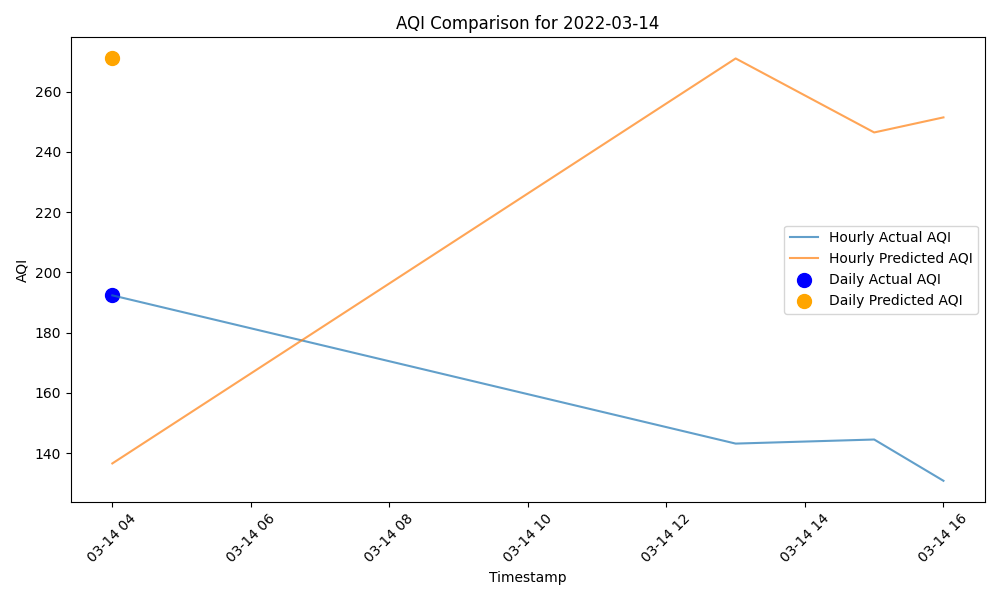 AQI Comparison for 2022-03-14
AQI
260
240
220
200
180
160
140
Hourly Actual AQI
Hourly Predicted AQI
Daily Actual AQI
Daily Predicted AQI
03-14 04
03-14 06
03-14 08
03-14 10
03-14 12
03-14 14
03-14 16
Timestamp